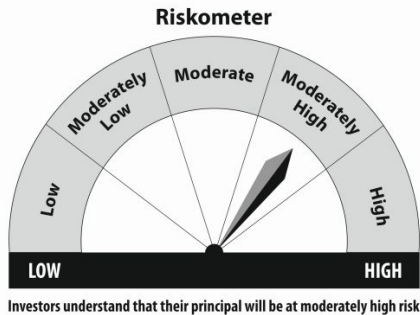 Riskometer
Low
Moderately
Low
Moderate
Moderately
High
High
LOW
HIGH
Investors understand that their principal will be at moderately high risk